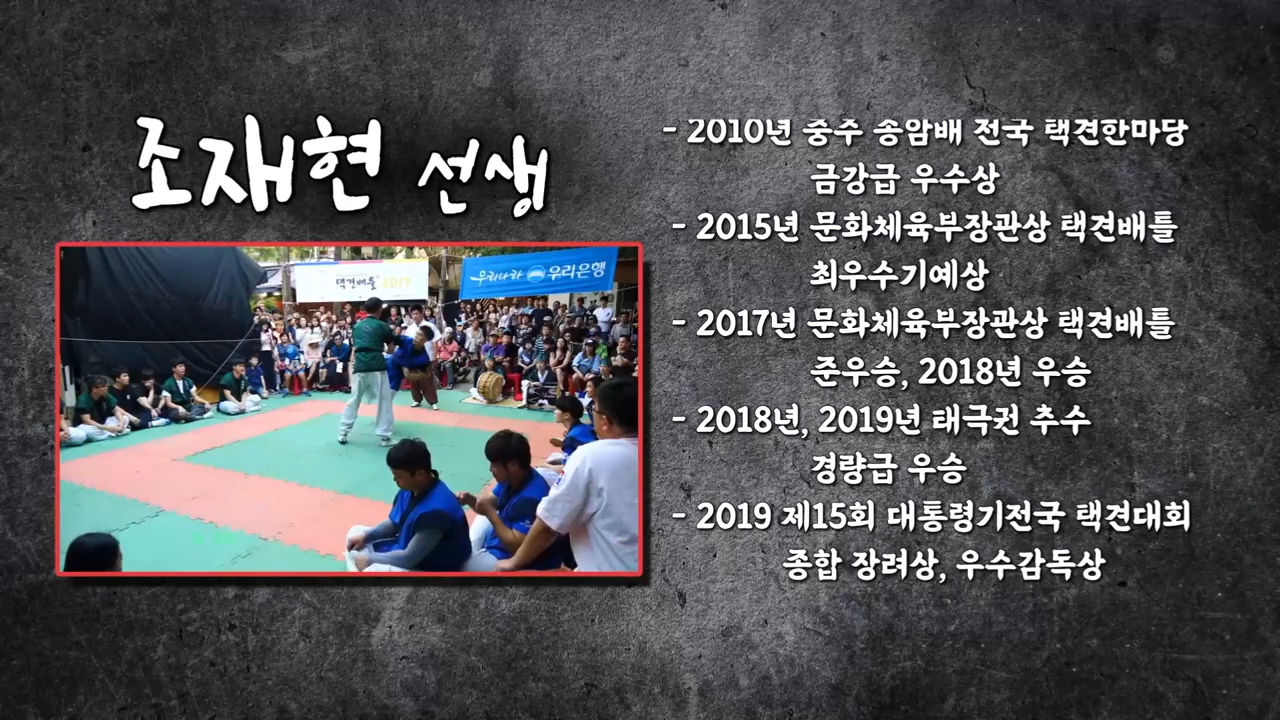 조재현 선생
택견배틀 2017
우리나라 우리은행
- 2010년 충주 송암배 전국 택견한마당
금강급 우수상
- 2015년 문화체육부장관상 택견배틀
최우수기예상
- 2017년 문화체육부장관상 택견배틀
준우승, 2018년 우승
- 2018년, 2019년 태극권 추수
경량급 우승
- 2019 제15회 대통령기전국 택견대회
종합 장려상, 우수감독상